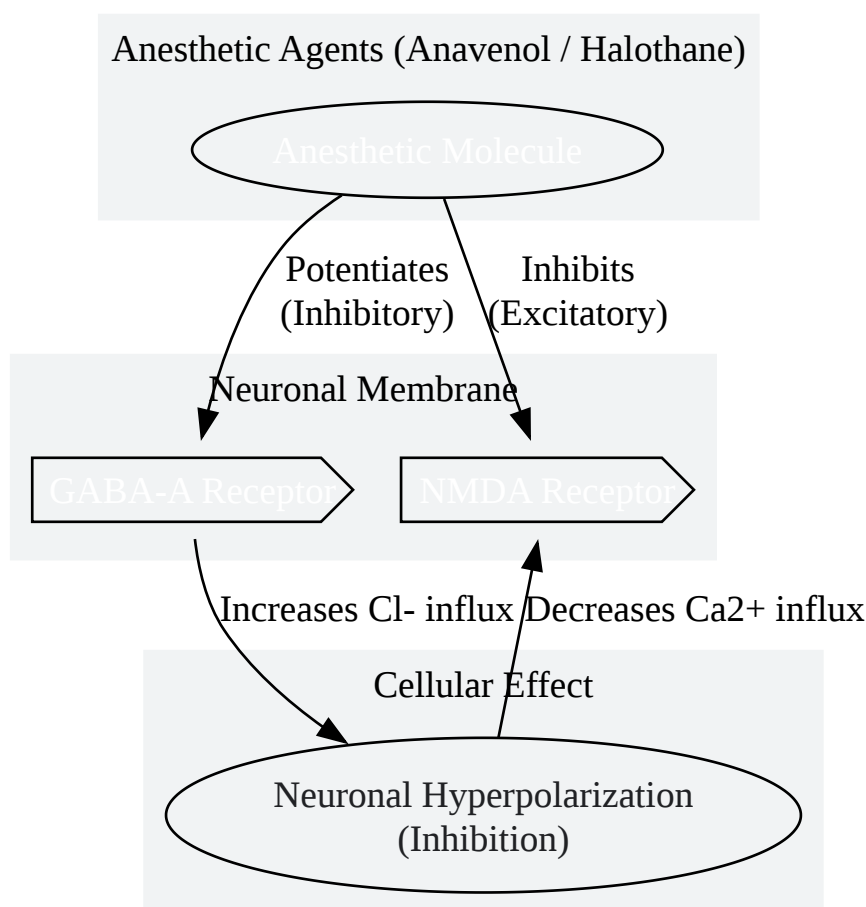 Anesthetic Agents (Anavenol / Halothane)
Anesthetic Molecule
Potentiates
(Inhibitory)
Inhibits
(Excitatory)
Neuronal Membrane
GABA-A Receptor
NMDA Receptor
Increases Cl- influx
Decreases Ca2+ influx
Cellular Effect
Neuronal Hyperpolarization
(Inhibition)